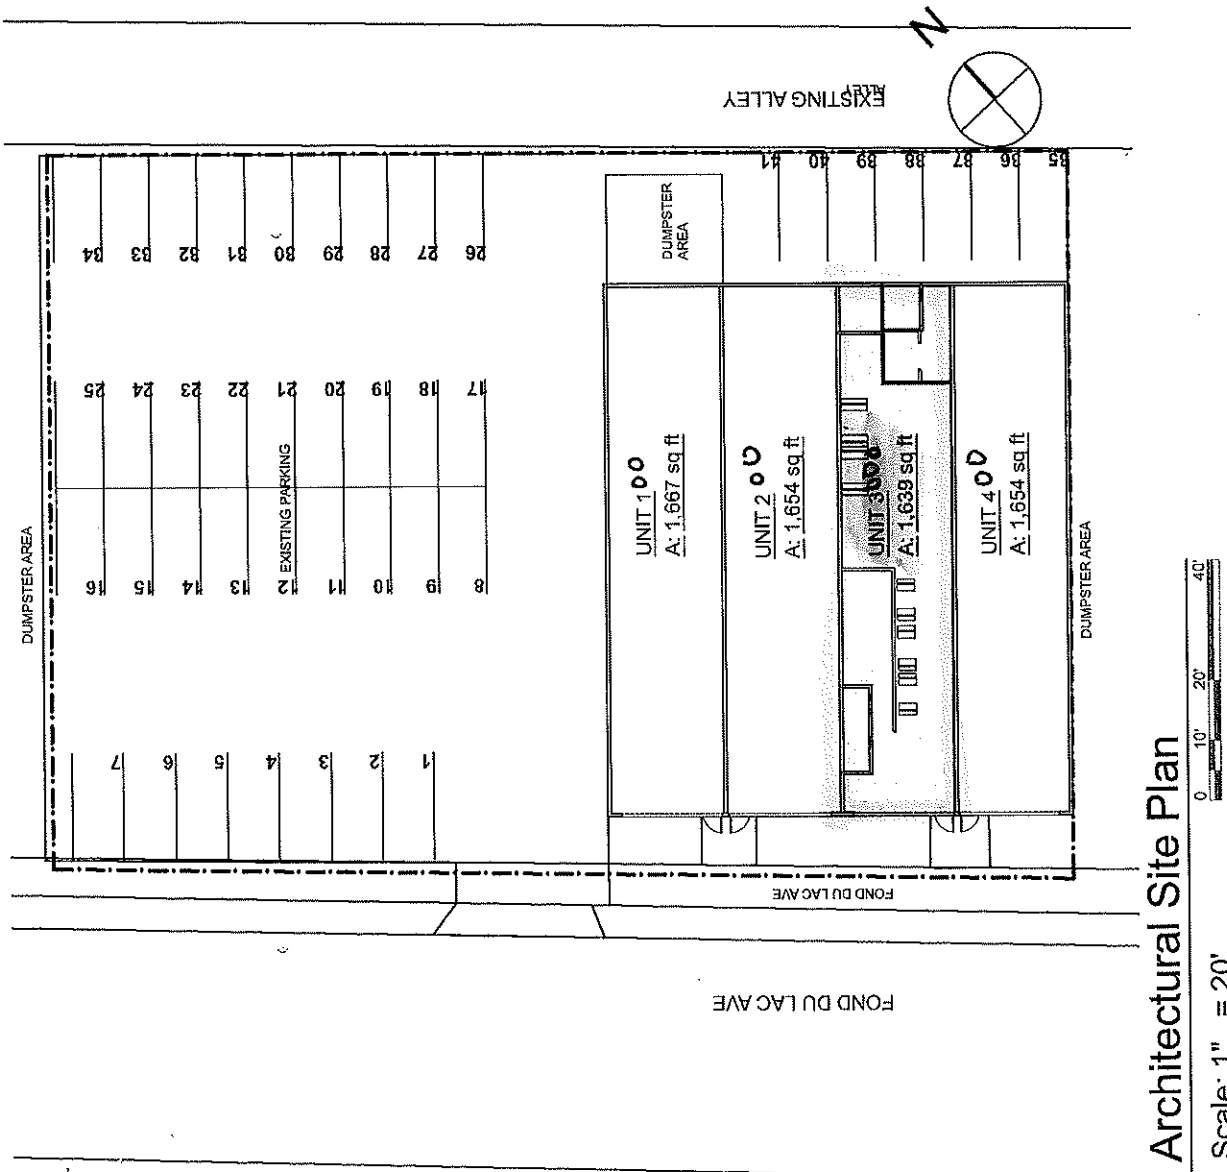 N
EXISTING ALLEY
ALLEY
41 40 39 38 37 36 35
34 33 32 31 30 29 28 27 26
DUMPSTER
AREA
25 24 23 22 21 20 19 18 17
EXISTING PARKING
DUMPSTER AREA
16 15 14 13 12 11 10 9 8
UNIT 100
A: 1,667 sq ft
UNIT 2 00
A: 1,654 sq ft
UNIT 3
A: 1,639 sq ft
UNIT 400
A: 1,654 sq ft
DUMPSTER AREA
7 6 5 4 3 2 1
FOND DU LAC AVE
FOND DU LAC AVE
Architectural Site Plan
0 10' 20' 40'
Scale: 1" = 20'